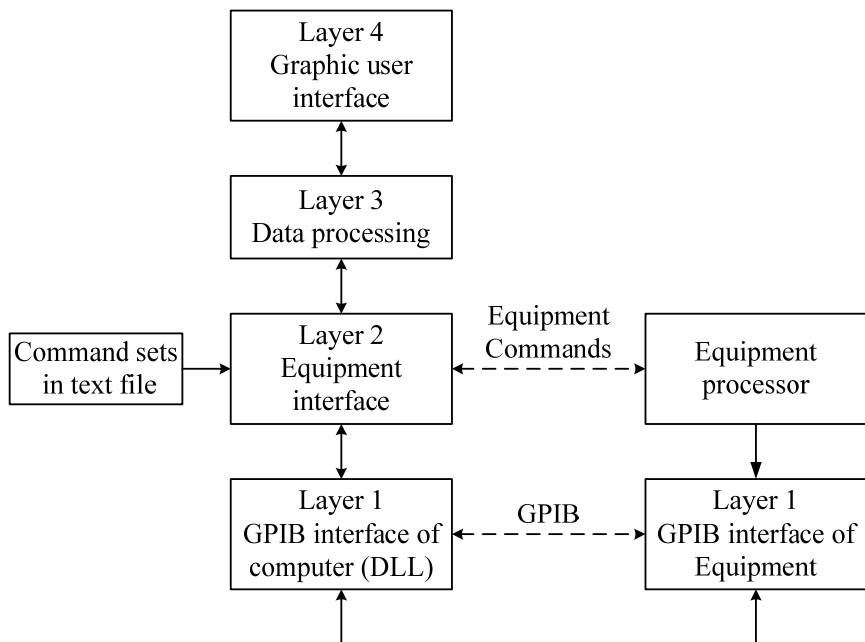 Layer 4
Graphic user
interface
Layer 3
Data processing
Command sets
in text file
Layer 2
Equipment
interface
Equipment
Commands
Equipment
processor
Layer 1
GPIB interface of
computer (DLL)
GPIB
Layer 1
GPIB interface of
Equipment